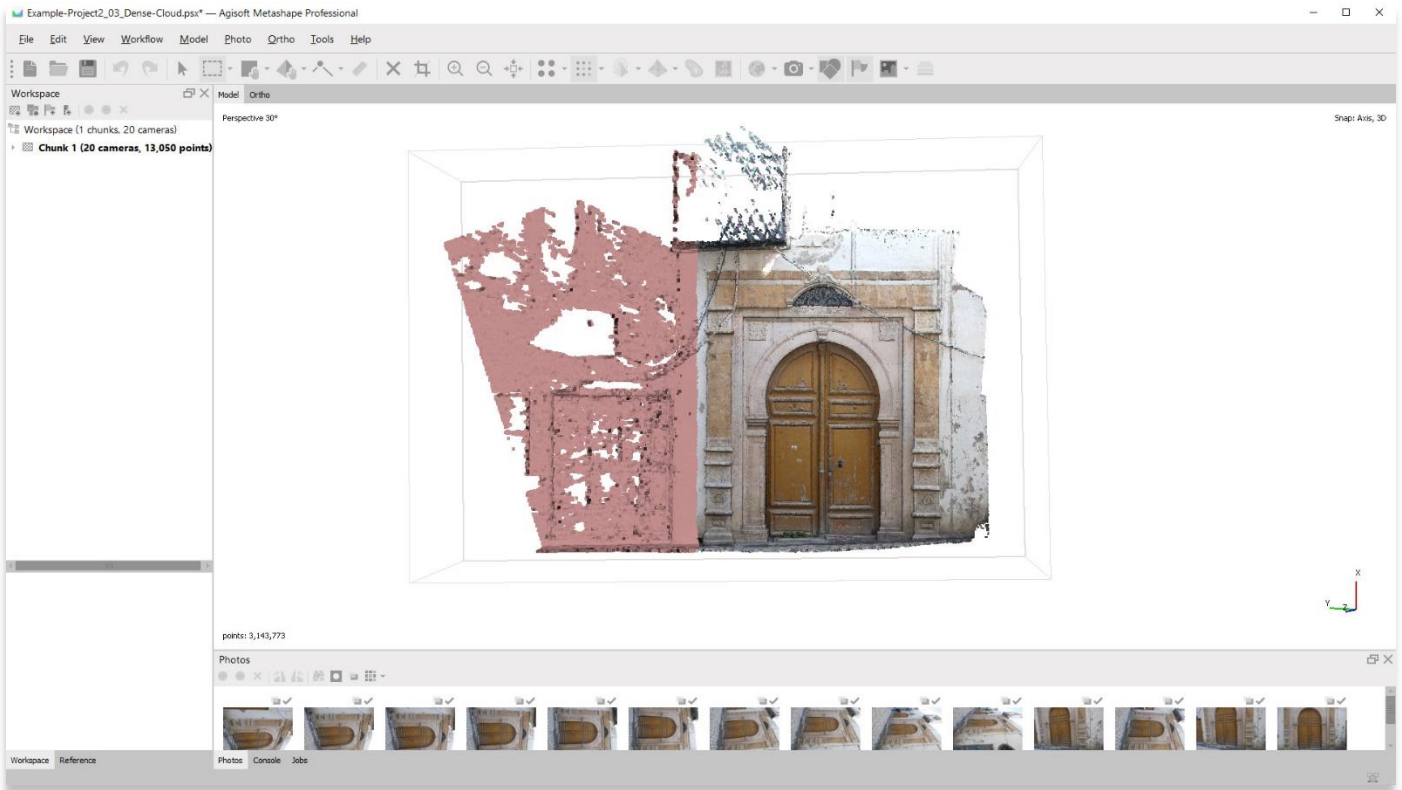 Example-Project2_03_Dense-Cloud.psx* — Agisoft Metashape Professional
File Edit View Workflow Model Photo Ortho Tools Help
Workspace
Model Ortho
Perspective 30°
Snap: Axis, 3D
Workspace (1 chunks, 20 cameras)
Chunk 1 (20 cameras, 13,050 points)
X
Y
Z
points: 3,143,773
Photos
Workspace Reference
Photos Console Jobs